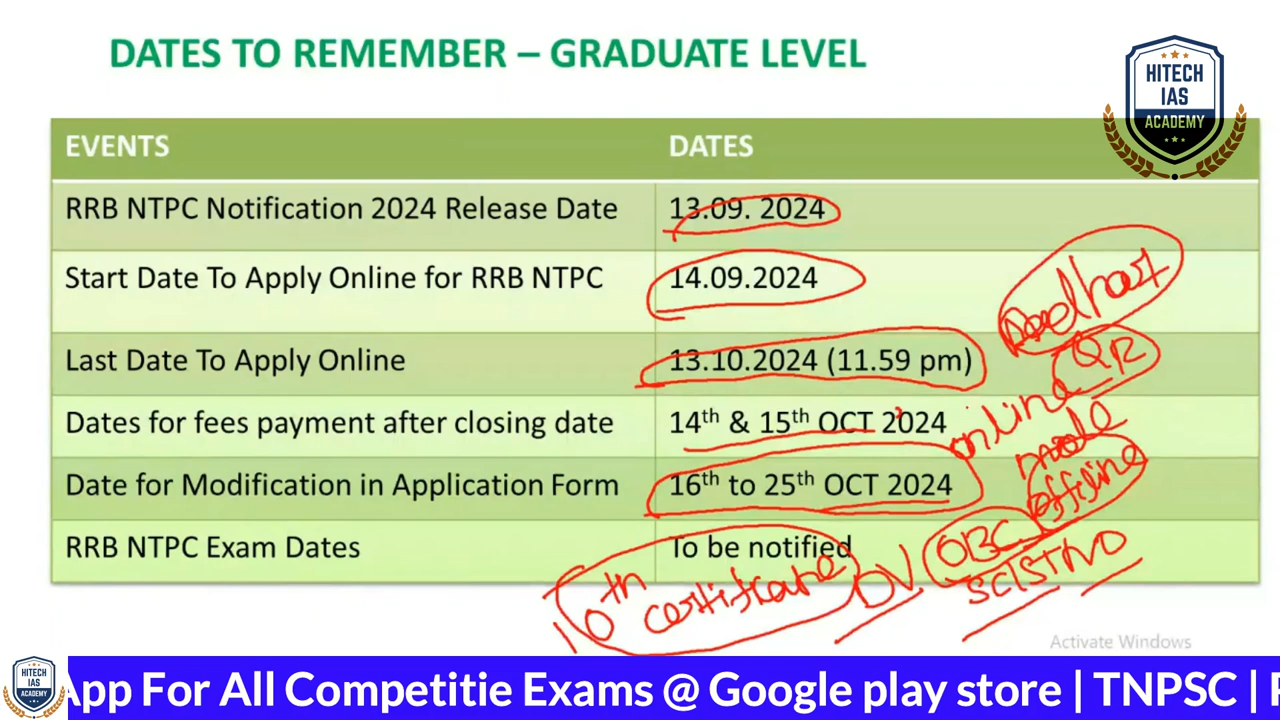 DATES TO REMEMBER – GRADUATE LEVEL
HITECH
IAS
ACADEMY
EVENTS DATES
RRB NTPC Notification 2024 Release Date 13.09. 2024
Start Date To Apply Online for RRB NTPC 14.09.2024
Aadhar
Last Date To Apply Online 13.10.2024 (11.59 pm)
QR
Dates for fees payment after closing date 14th & 15th OCT 2024
online
mode
offline
Date for Modification in Application Form 16th to 25th OCT 2024
RRB NTPC Exam Dates To be notified
OBC
10th
certificate
DV
SC/ST
Activate Windows
HITECH
IAS
ACADEMY
App For All Competitie Exams @ Google play store | TNPSC |